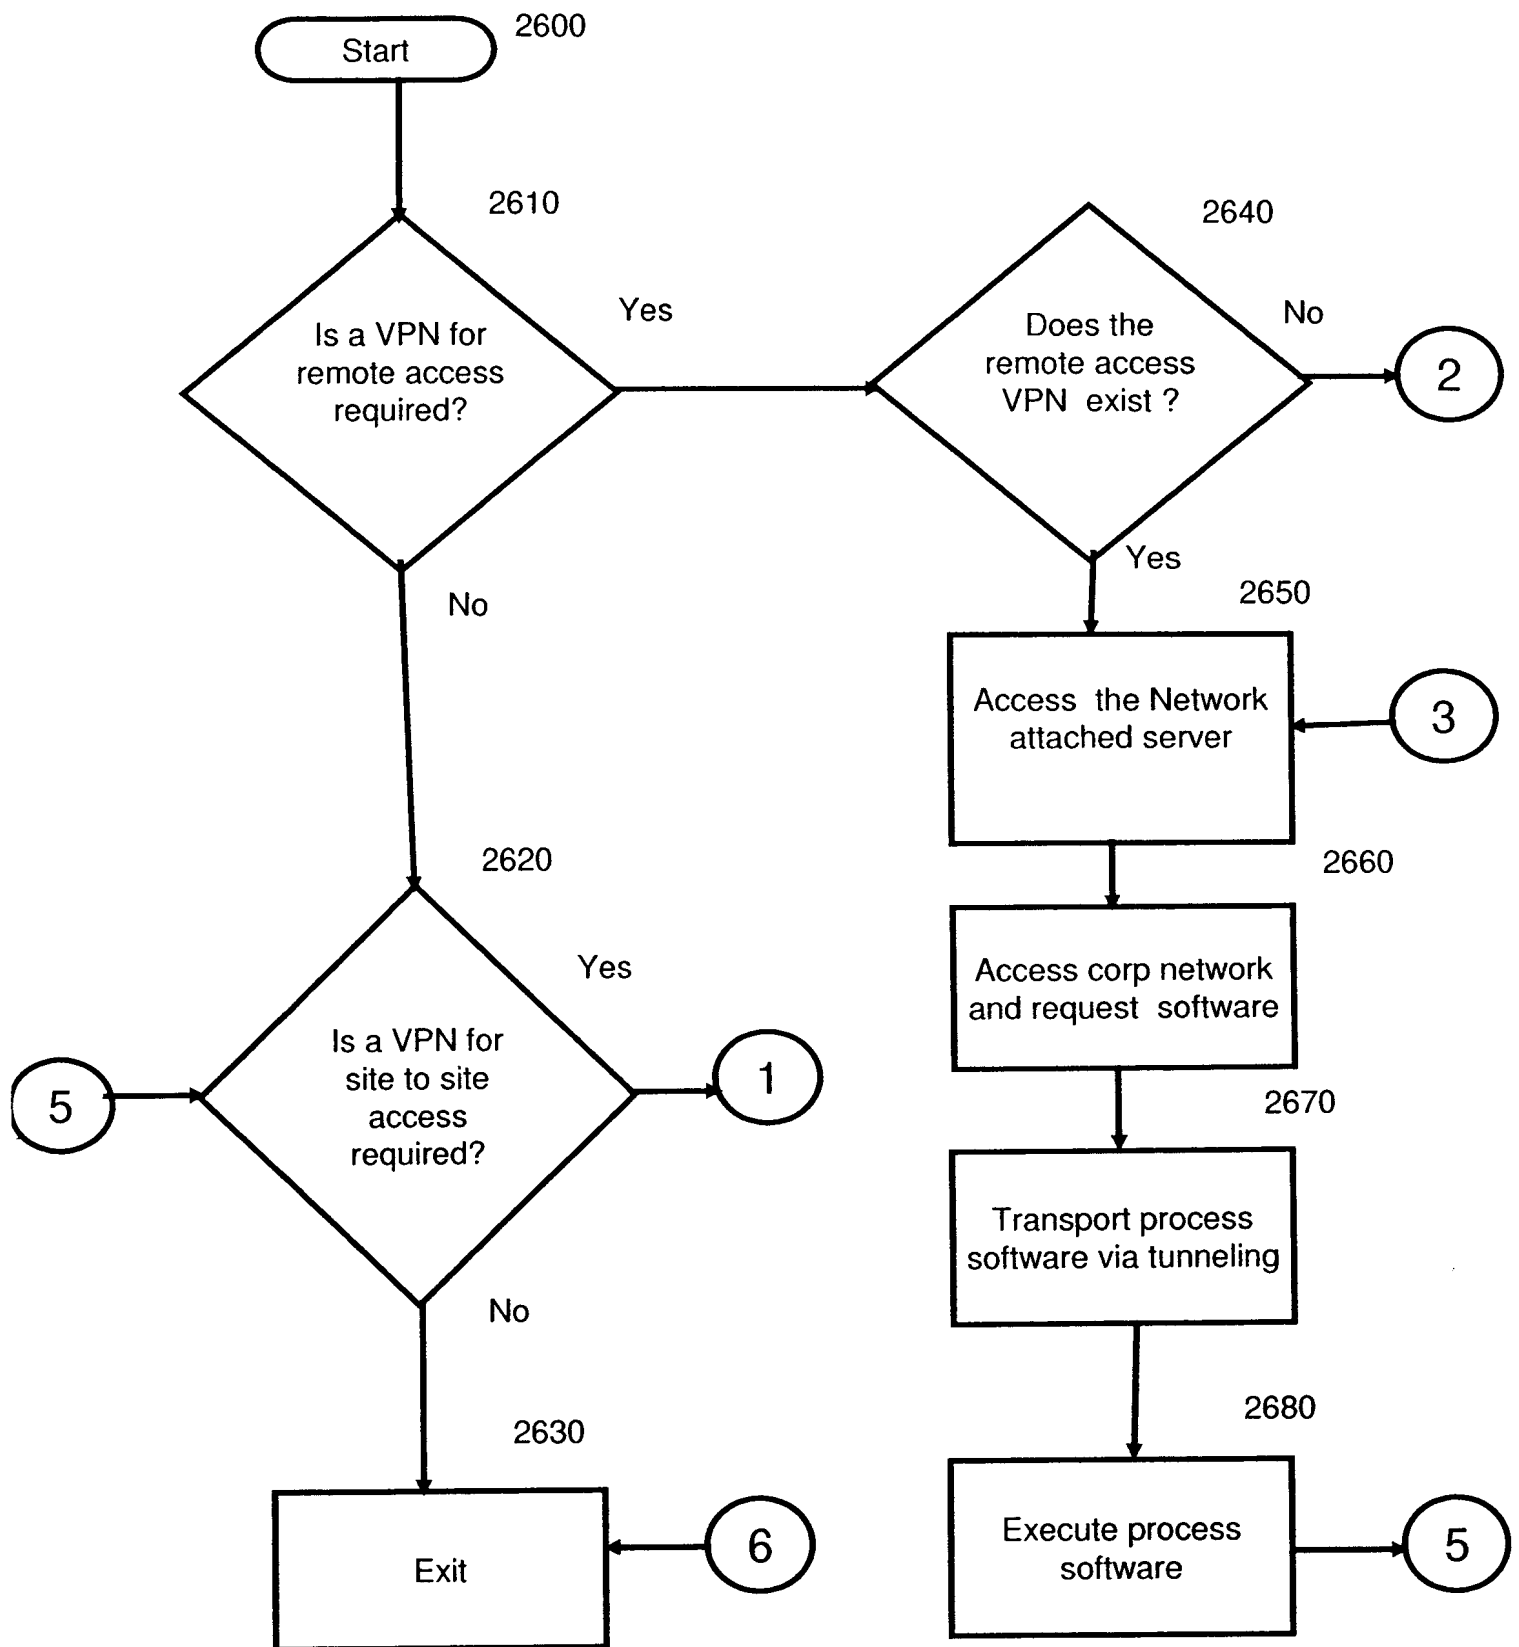 Start
2600
2610
Is a VPN for
remote access
required?
Yes
No
2640
Does the
remote access
VPN exist ?
No
2
Yes
2650
Access the Network
attached server
3
2660
Access corp network
and request software
2670
Transport process
software via tunneling
2680
Execute process
software
5
2620
5
Is a VPN for
site to site
access
required?
Yes
1
No
2630
Exit
6